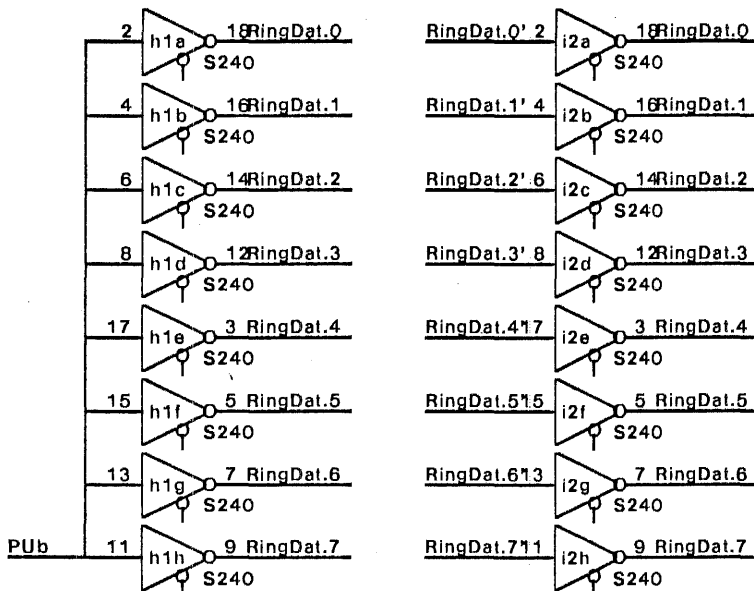 2 h1a 18 RingDat.0 RingDat.0' 2 i2a 18 RingDat.0
S240 S240
4 h1b 16 RingDat.1 RingDat.1' 4 i2b 16 RingDat.1
S240 S240
6 h1c 14 RingDat.2 RingDat.2' 6 i2c 14 RingDat.2
S240 S240
8 h1d 12 RingDat.3 RingDat.3' 8 i2d 12 RingDat.3
S240 S240
17 h1e 3 RingDat.4 RingDat.4' 17 i2e 3 RingDat.4
S240 S240
15 h1f 5 RingDat.5 RingDat.5' 15 i2f 5 RingDat.5
S240 S240
13 h1g 7 RingDat.6 RingDat.6' 13 i2g 7 RingDat.6
S240 S240
PUb 11 h1h 9 RingDat.7 RingDat.7' 11 i2h 9 RingDat.7
S240 S240